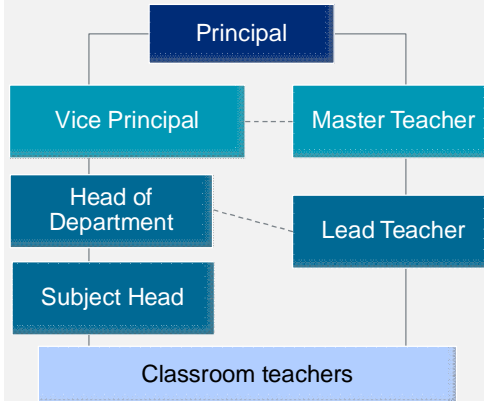 Principal
Vice Principal
Master Teacher
Head of
Department
Lead Teacher
Subject Head
Classroom teachers